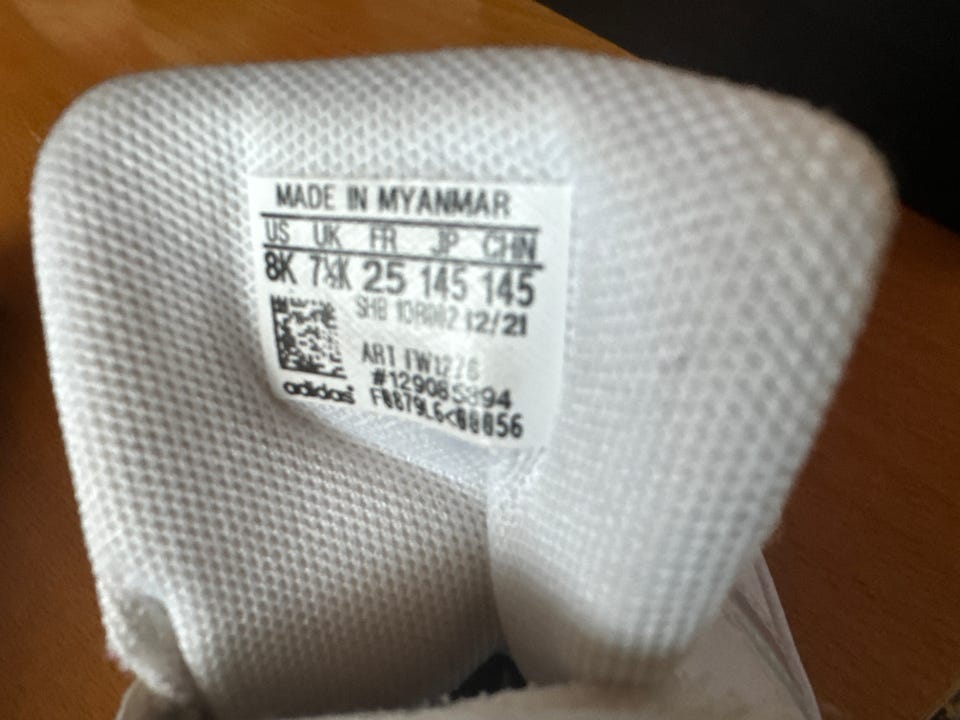 MADE IN MYANMAR
US UK FR JP CHN
8K 7½K 25 145 145
12/21
ART FW1276
adidas